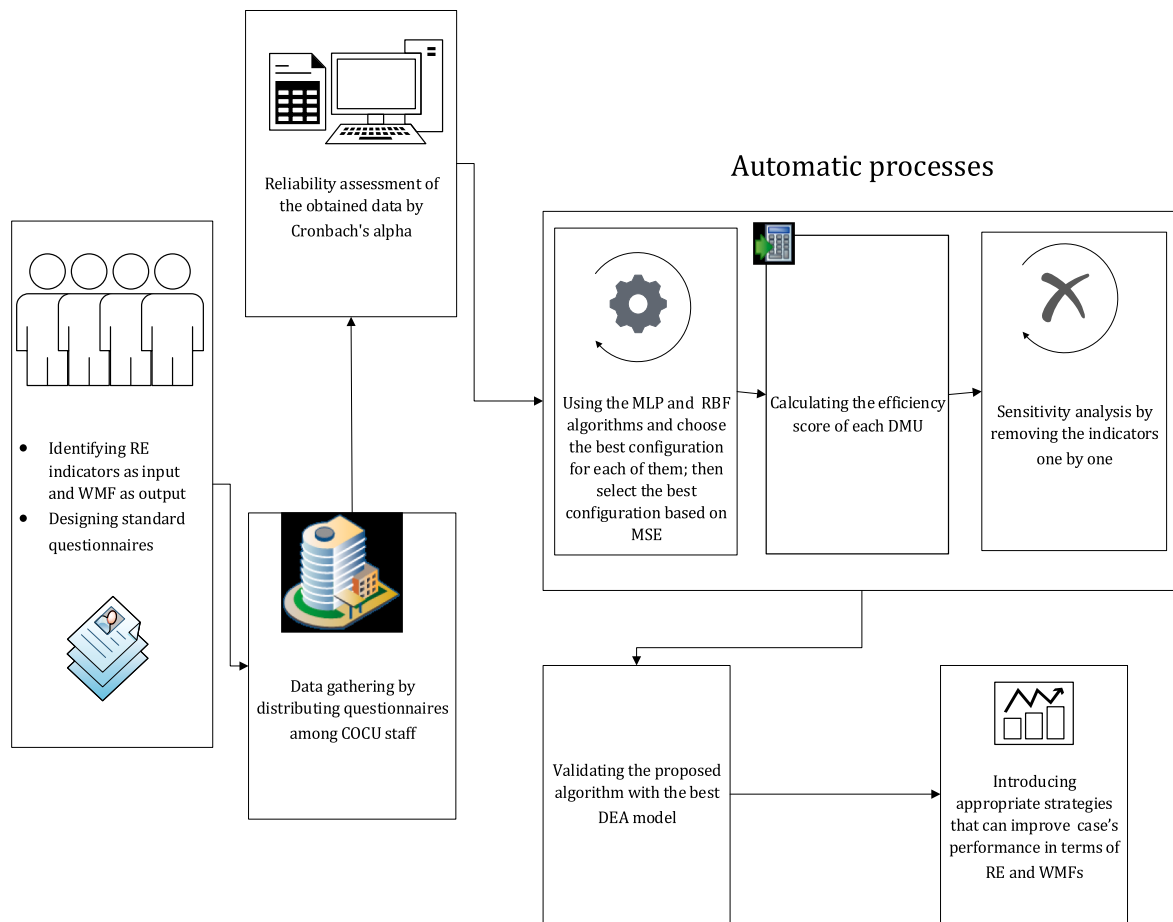 Identifying RE
indicators as input
and WMF as output
Designing standard
questionnaires
Data gathering by
distributing questionnaires
among COCU staff
Reliability assessment of
the obtained data by
Cronbach's alpha
Automatic processes
Using the MLP and RBF
algorithms and choose
the best configuration
for each of them; then
select the best
configuration based on
MSE
Calculating the efficiency
score of each DMU
Sensitivity analysis by
removing the indicators
one by one
Validating the proposed
algorithm with the best
DEA model
Introducing
appropriate strategies
that can improve case’s
performance in terms of
RE and WMFs